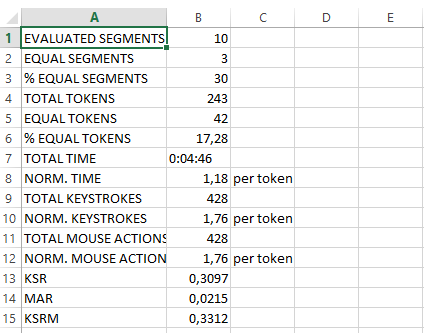 A B C D E
1 EVALUATED SEGMENTS 10
2 EQUAL SEGMENTS 3
3 % EQUAL SEGMENTS 30
4 TOTAL TOKENS 243
5 EQUAL TOKENS 42
6 % EQUAL TOKENS 17,28
7 TOTAL TIME 0:04:46
8 NORM. TIME 1,18 per token
9 TOTAL KEYSTROKES 428
10 NORM. KEYSTROKES 1,76 per token
11 TOTAL MOUSE ACTIONS 428
12 NORM. MOUSE ACTION 1,76 per token
13 KSR 0,3097
14 MAR 0,0215
15 KSRM 0,3312